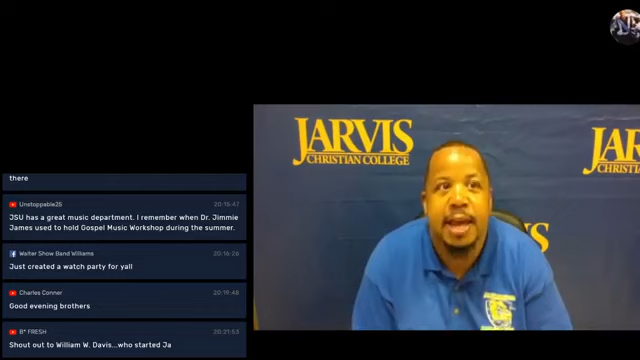 there
Unstoppable25 20:15:47
JSU has a great music department. I remember when Dr. Jimmie
James used to hold Gospel Music Workshop during the summer.
Walter Show Band Williams 20:16:26
Just created a watch party for yall
Charles Conner 20:19:48
Good evening brothers
B* FRESH 20:21:53
Shout out to William W. Davis...who started Ja
JARVIS
CHRISTIAN COLLEGE
JARV
CHRISTIAN